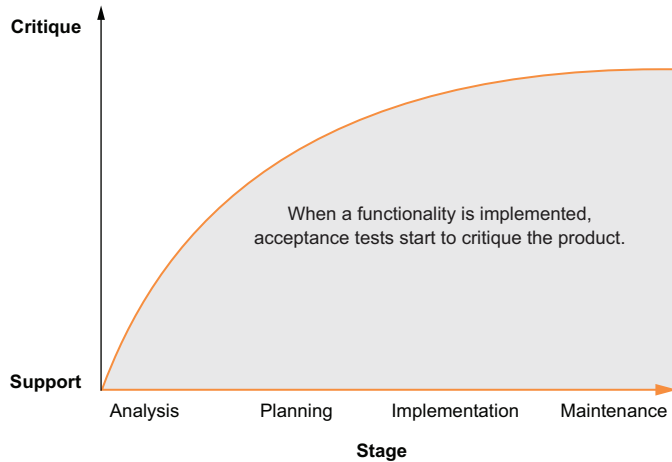 Critique
When a functionality is implemented,
acceptance tests start to critique the product.
Support
Analysis Planning Implementation Maintenance
Stage